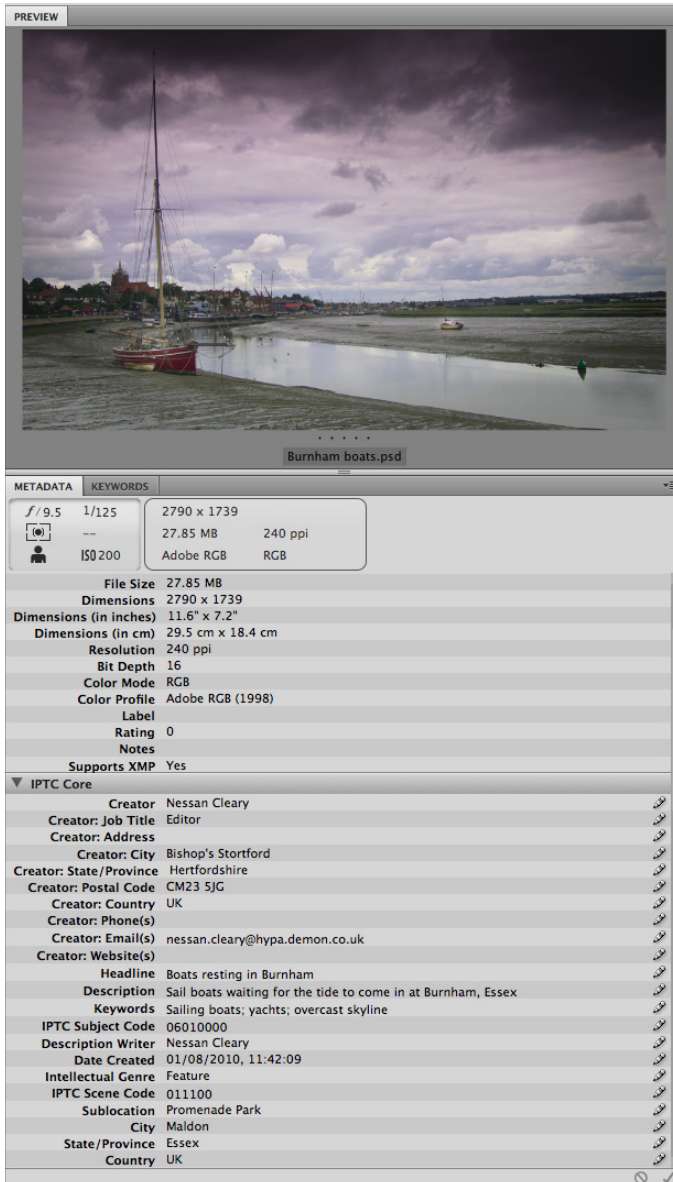 PREVIEW
Burnham boats.psd
METADATA KEYWORDS
f/9.5 1/125
--
ISO 200
2790 x 1739
27.85 MB 240 ppi
Adobe RGB RGB
File Size 27.85 MB
Dimensions 2790 x 1739
Dimensions (in inches) 11.6" x 7.2"
Dimensions (in cm) 29.5 cm x 18.4 cm
Resolution 240 ppi
Bit Depth 16
Color Mode RGB
Color Profile Adobe RGB (1998)
Label
Rating 0
Notes
Supports XMP Yes
IPTC Core
Creator Nessan Cleary
Creator: Job Title Editor
Creator: Address
Creator: City Bishop's Stortford
Creator: State/Province Hertfordshire
Creator: Postal Code CM23 5JG
Creator: Country UK
Creator: Phone(s)
Creator: Email(s) nessan.cleary@hypa.demon.co.uk
Creator: Website(s)
Headline Boats resting in Burnham
Description Sail boats waiting for the tide to come in at Burnham, Essex
Keywords Sailing boats; yachts; overcast skyline
IPTC Subject Code 06010000
Description Writer Nessan Cleary
Date Created 01/08/2010, 11:42:09
Intellectual Genre Feature
IPTC Scene Code 011100
Sublocation Promenade Park
City Maldon
State/Province Essex
Country UK